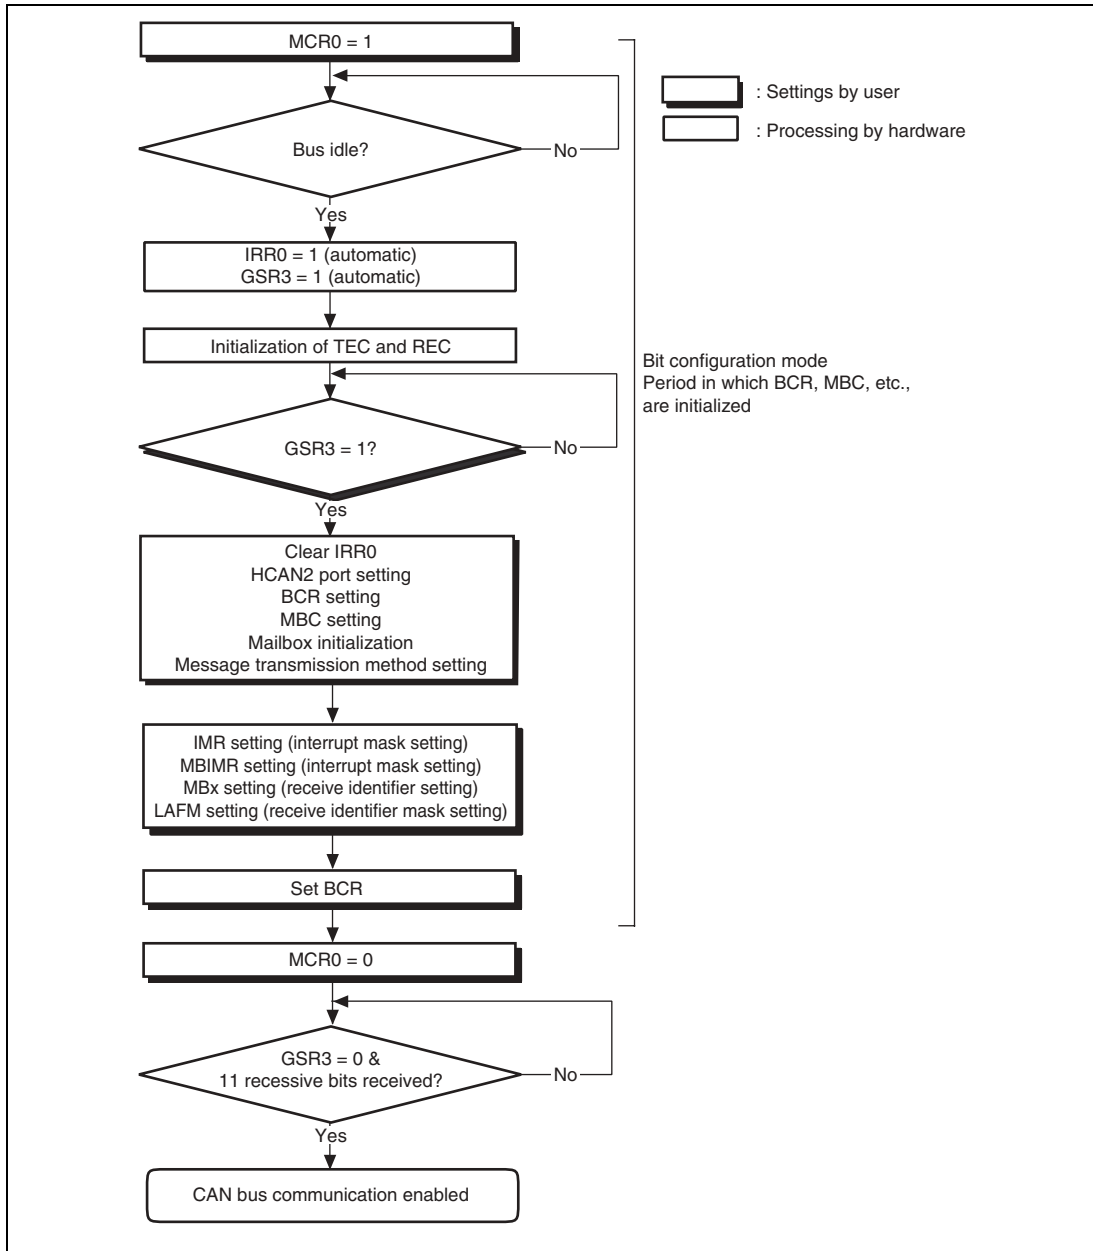 MCR0 = 1
: Settings by user
: Processing by hardware
Bus idle?
No
Yes
IRR0 = 1 (automatic)
GSR3 = 1 (automatic)
Initialization of TEC and REC
Bit configuration mode
Period in which BCR, MBC, etc.,
are initialized
GSR3 = 1?
No
Yes
Clear IRR0
HCAN2 port setting
BCR setting
MBC setting
Mailbox initialization
Message transmission method setting
IMR setting (interrupt mask setting)
MBIMR setting (interrupt mask setting)
MBx setting (receive identifier setting)
LAFM setting (receive identifier mask setting)
Set BCR
MCR0 = 0
GSR3 = 0 &
11 recessive bits received?
No
Yes
CAN bus communication enabled